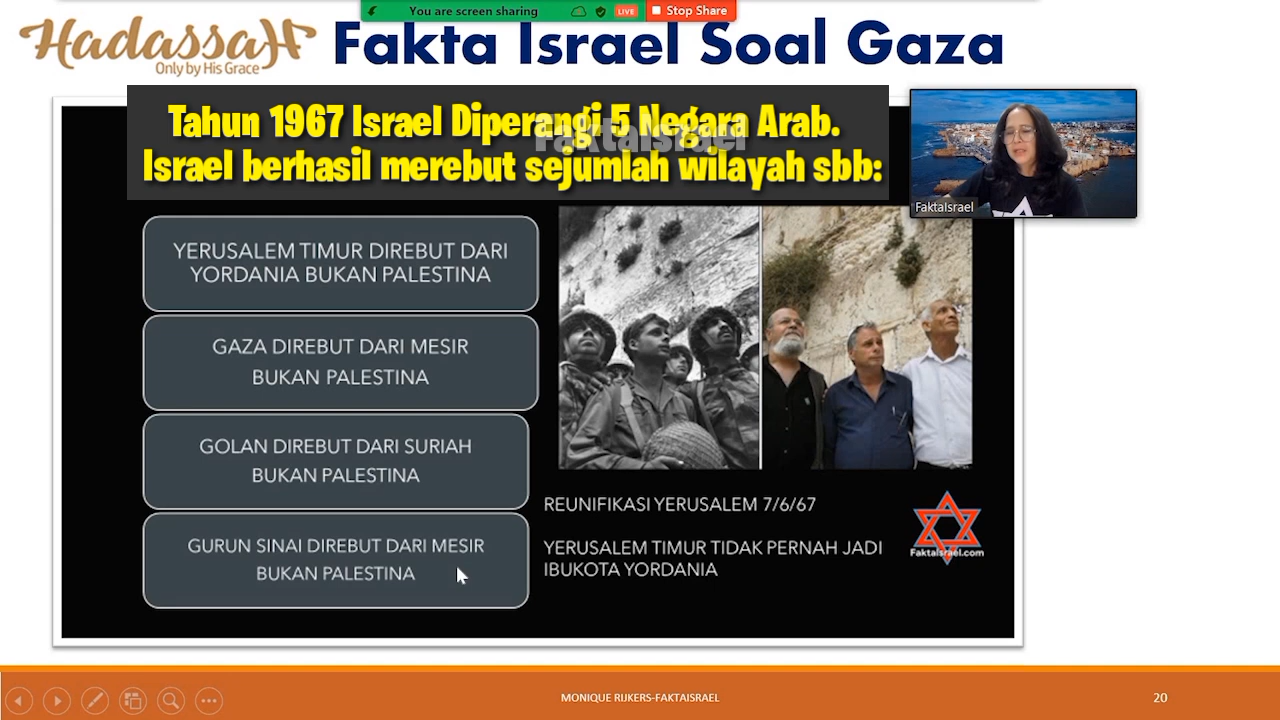 You are screen sharing
LIVE
Stop Share
HadassaH
Only by His Grace
Fakta Israel Soal Gaza
Tahun 1967 Israel Diperangi 5 Negara Arab.
Israel berhasil merebut sejumlah wilayah sbb:
FaktaIsrael
FaktaIsrael
YERUSALEM TIMUR DIREBUT DARI
YORDANIA BUKAN PALESTINA
GAZA DIREBUT DARI MESIR
BUKAN PALESTINA
GOLAN DIREBUT DARI SURIAH
BUKAN PALESTINA
GURUN SINAI DIREBUT DARI MESIR
BUKAN PALESTINA
REUNIFIKASI YERUSALEM 7/6/67
YERUSALEM TIMUR TIDAK PERNAH JADI
IBUKOTA YORDANIA
FaktaIsrael.com
MONIQUE RIJKERS-FAKTAISRAEL
20